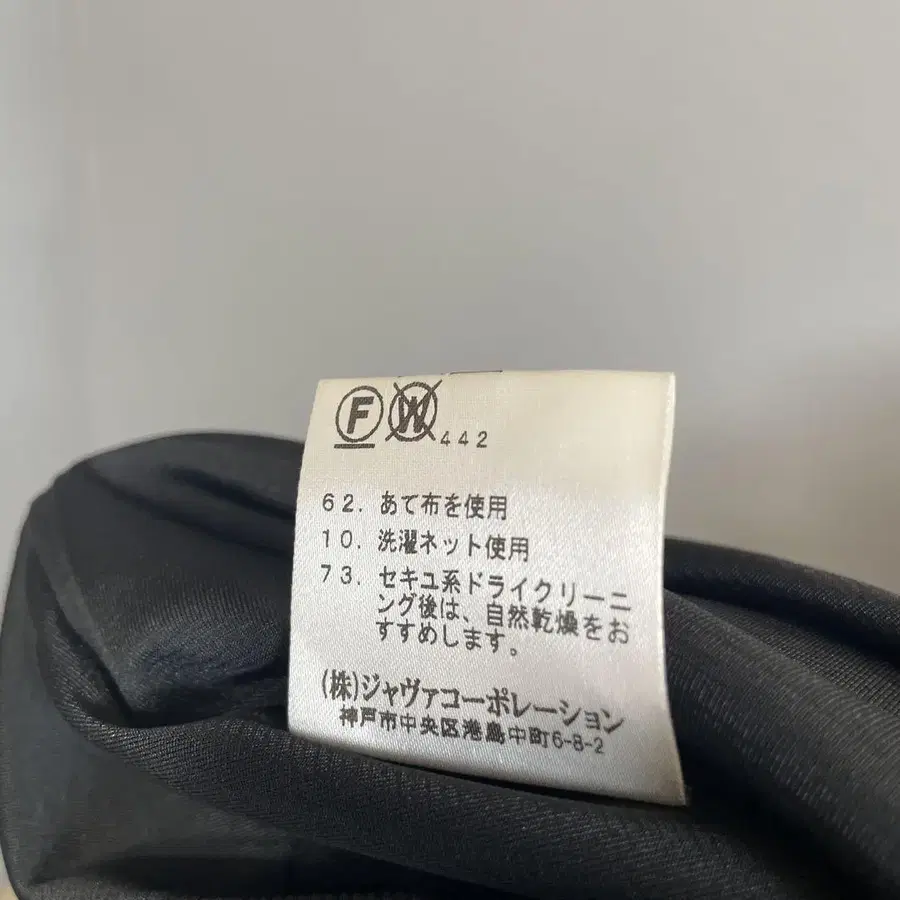 F W 442
62. あて布を使用
10. 洗濯ネット使用
73. セキユ系ドライクリーニ
ング後は、自然乾燥をお
すすめします。
(株)ジャヴァコーポレーション
神戸市中央区港島中町6-8-2